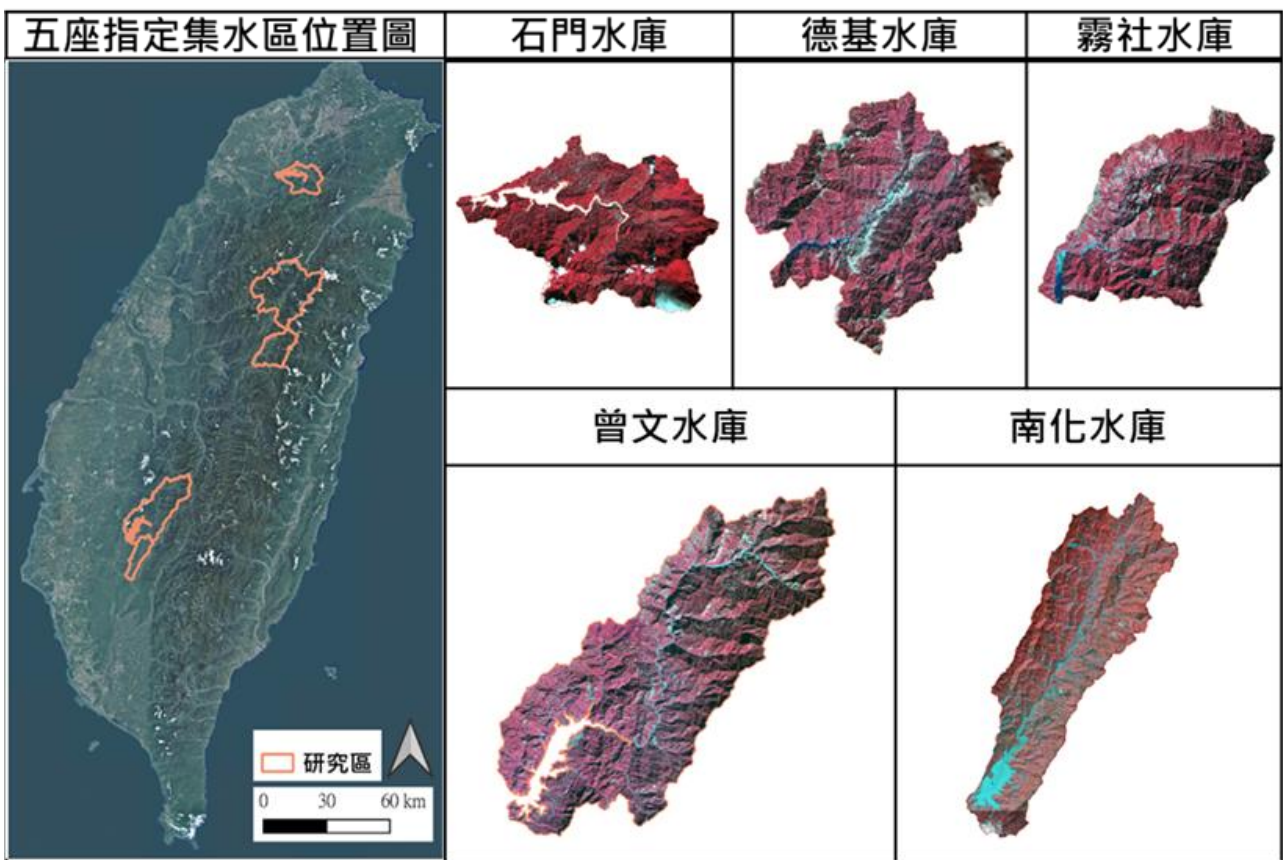 五座指定集水區位置圖
石門水庫
德基水庫
霧社水庫
曾文水庫
南化水庫
研究區
0 30 60 km